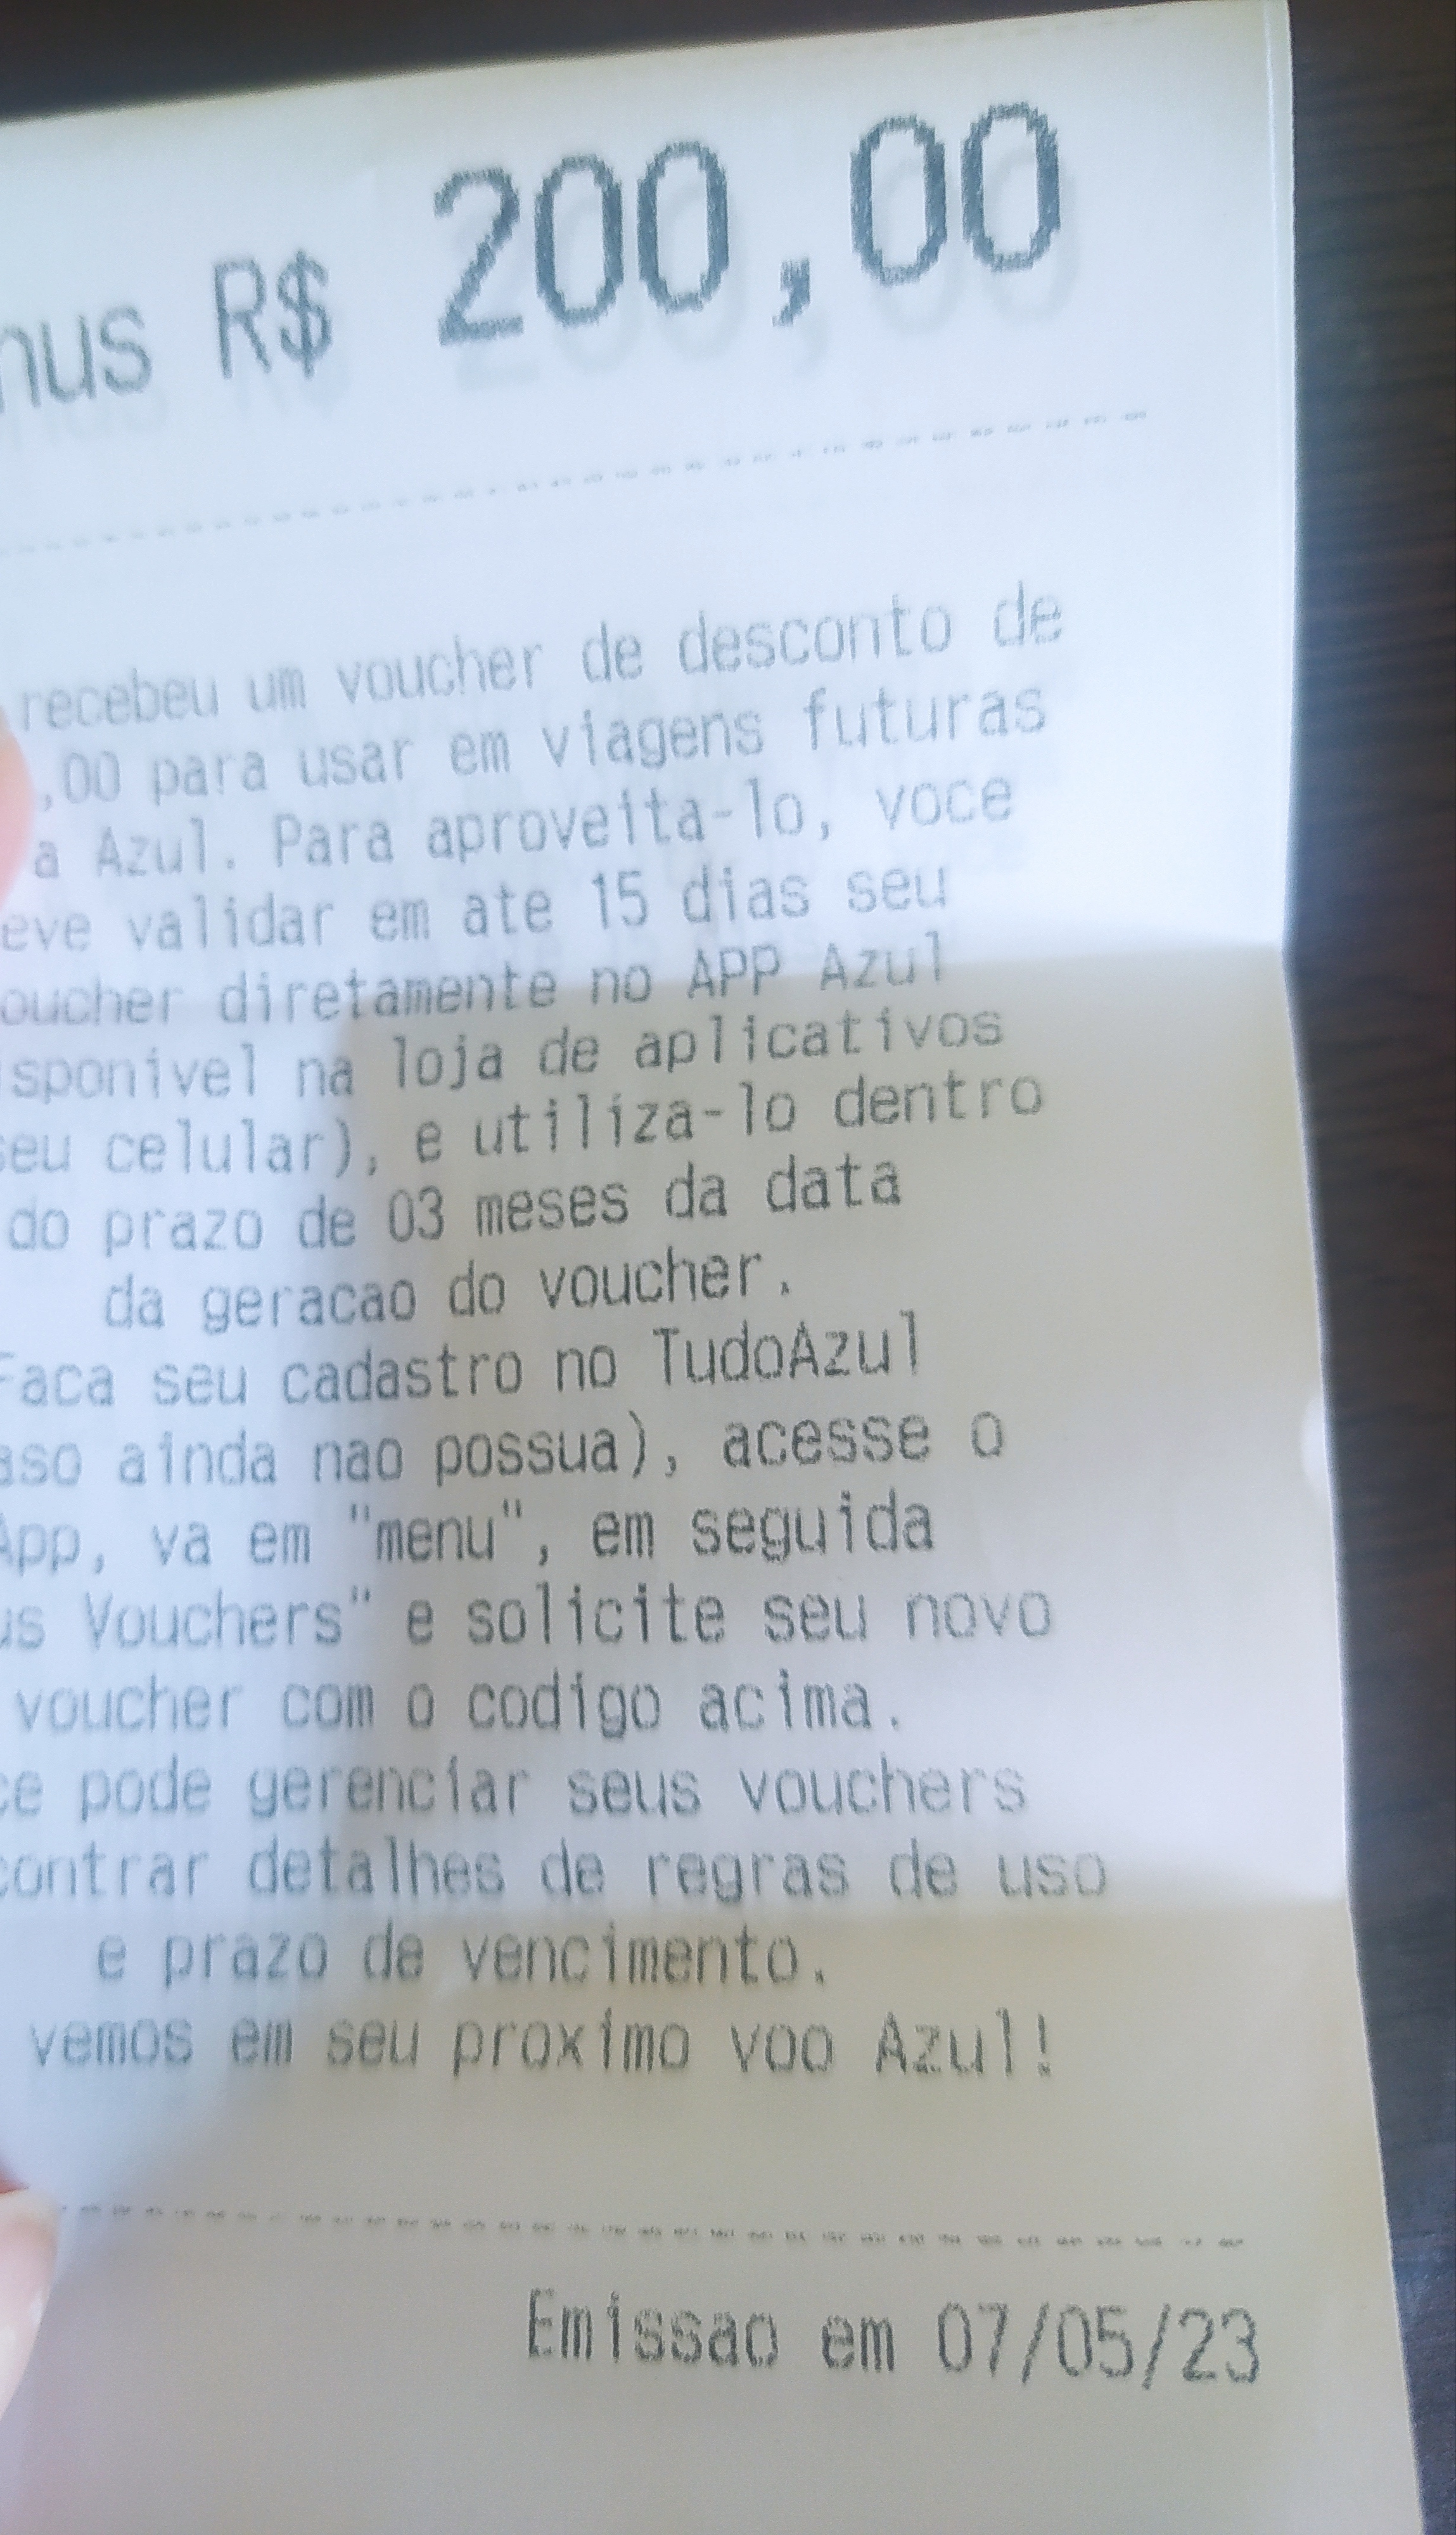 nus R$ 200,00
recebeu um voucher de desconto de
,00 para usar em viagens futuras
a Azul. Para aproveita-lo, voce
eve validar em ate 15 dias seu
oucher diretamente no APP Azul
isponivel na loja de aplicativos
seu celular), e utiliza-lo dentro
do prazo de 03 meses da data
da geracao do voucher.
Faca seu cadastro no TudoAzul
aso ainda nao possua), acesse o
App, va em "menu", em seguida
us Vouchers" e solicite seu novo
voucher com o codigo acima.
ce pode gerenciar seus vouchers
contrar detalhes de regras de uso
e prazo de vencimento.
vemos em seu proximo voo Azul!
Emissao em 07/05/23